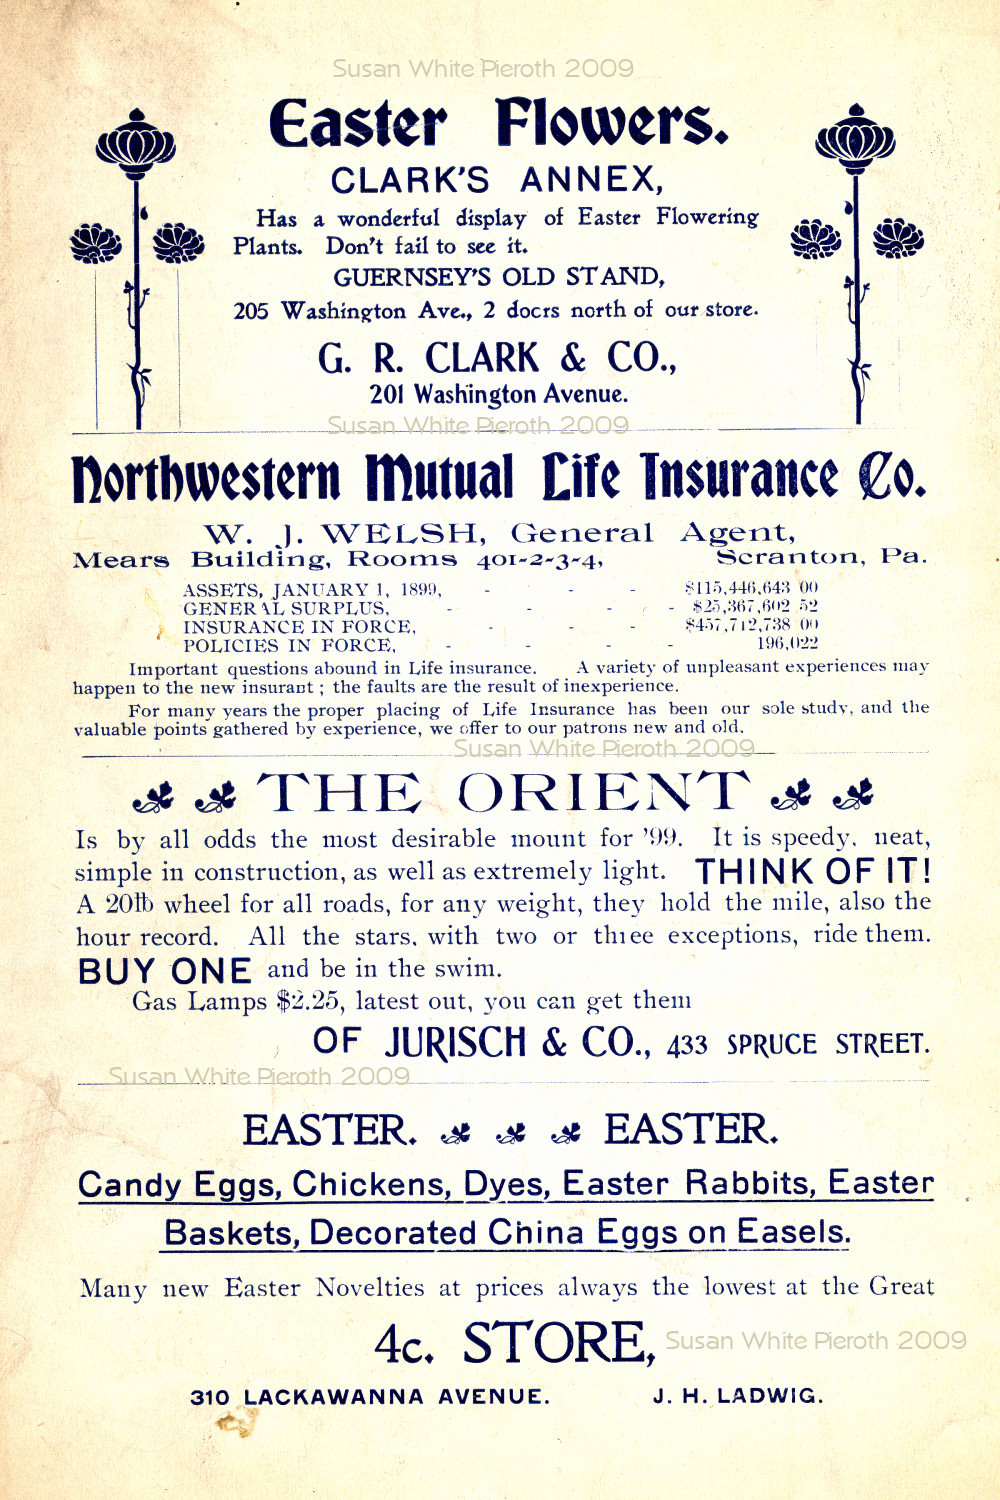 Susan White Pieroth 2009
Easter Flowers.
CLARK'S ANNEX,
Has a wonderful display of Easter Flowering
Plants. Don't fail to see it.
GUERNSEY'S OLD STAND,
205 Washington Ave., 2 doors north of our store.
G. R. CLARK & CO.,
201 Washington Avenue.
Susan White Pieroth 2009
Northwestern Mutual Life Insurance Co.
W. J. WELSH, General Agent,
Mears Building, Rooms 401-2-3-4, Scranton, Pa.
ASSETS, JANUARY 1, 1899, - - - $115,446,643 00
GENERAL SURPLUS, - - - - $25,367,602 52
INSURANCE IN FORCE, - - - $457,712,738 00
POLICIES IN FORCE, - - - - 196,022
Important questions abound in Life insurance. A variety of unpleasant experiences may
happen to the new insurant ; the faults are the result of inexperience.
For many years the proper placing of Life Insurance has been our sole study, and the
valuable points gathered by experience, we offer to our patrons new and old.
Susan White Pieroth 2009
THE ORIENT
Is by all odds the most desirable mount for '99. It is speedy, neat,
simple in construction, as well as extremely light. THINK OF IT!
A 20℔ wheel for all roads, for any weight, they hold the mile, also the
hour record. All the stars, with two or three exceptions, ride them.
BUY ONE and be in the swim.
Gas Lamps $2.25, latest out, you can get them
OF JURISCH & CO., 433 SPRUCE STREET.
Susan White Pieroth 2009
EASTER. EASTER.
Candy Eggs, Chickens, Dyes, Easter Rabbits, Easter
Baskets, Decorated China Eggs on Easels.
Many new Easter Novelties at prices always the lowest at the Great
4c. STORE,
Susan White Pieroth 2009
310 LACKAWANNA AVENUE. J. H. LADWIG.